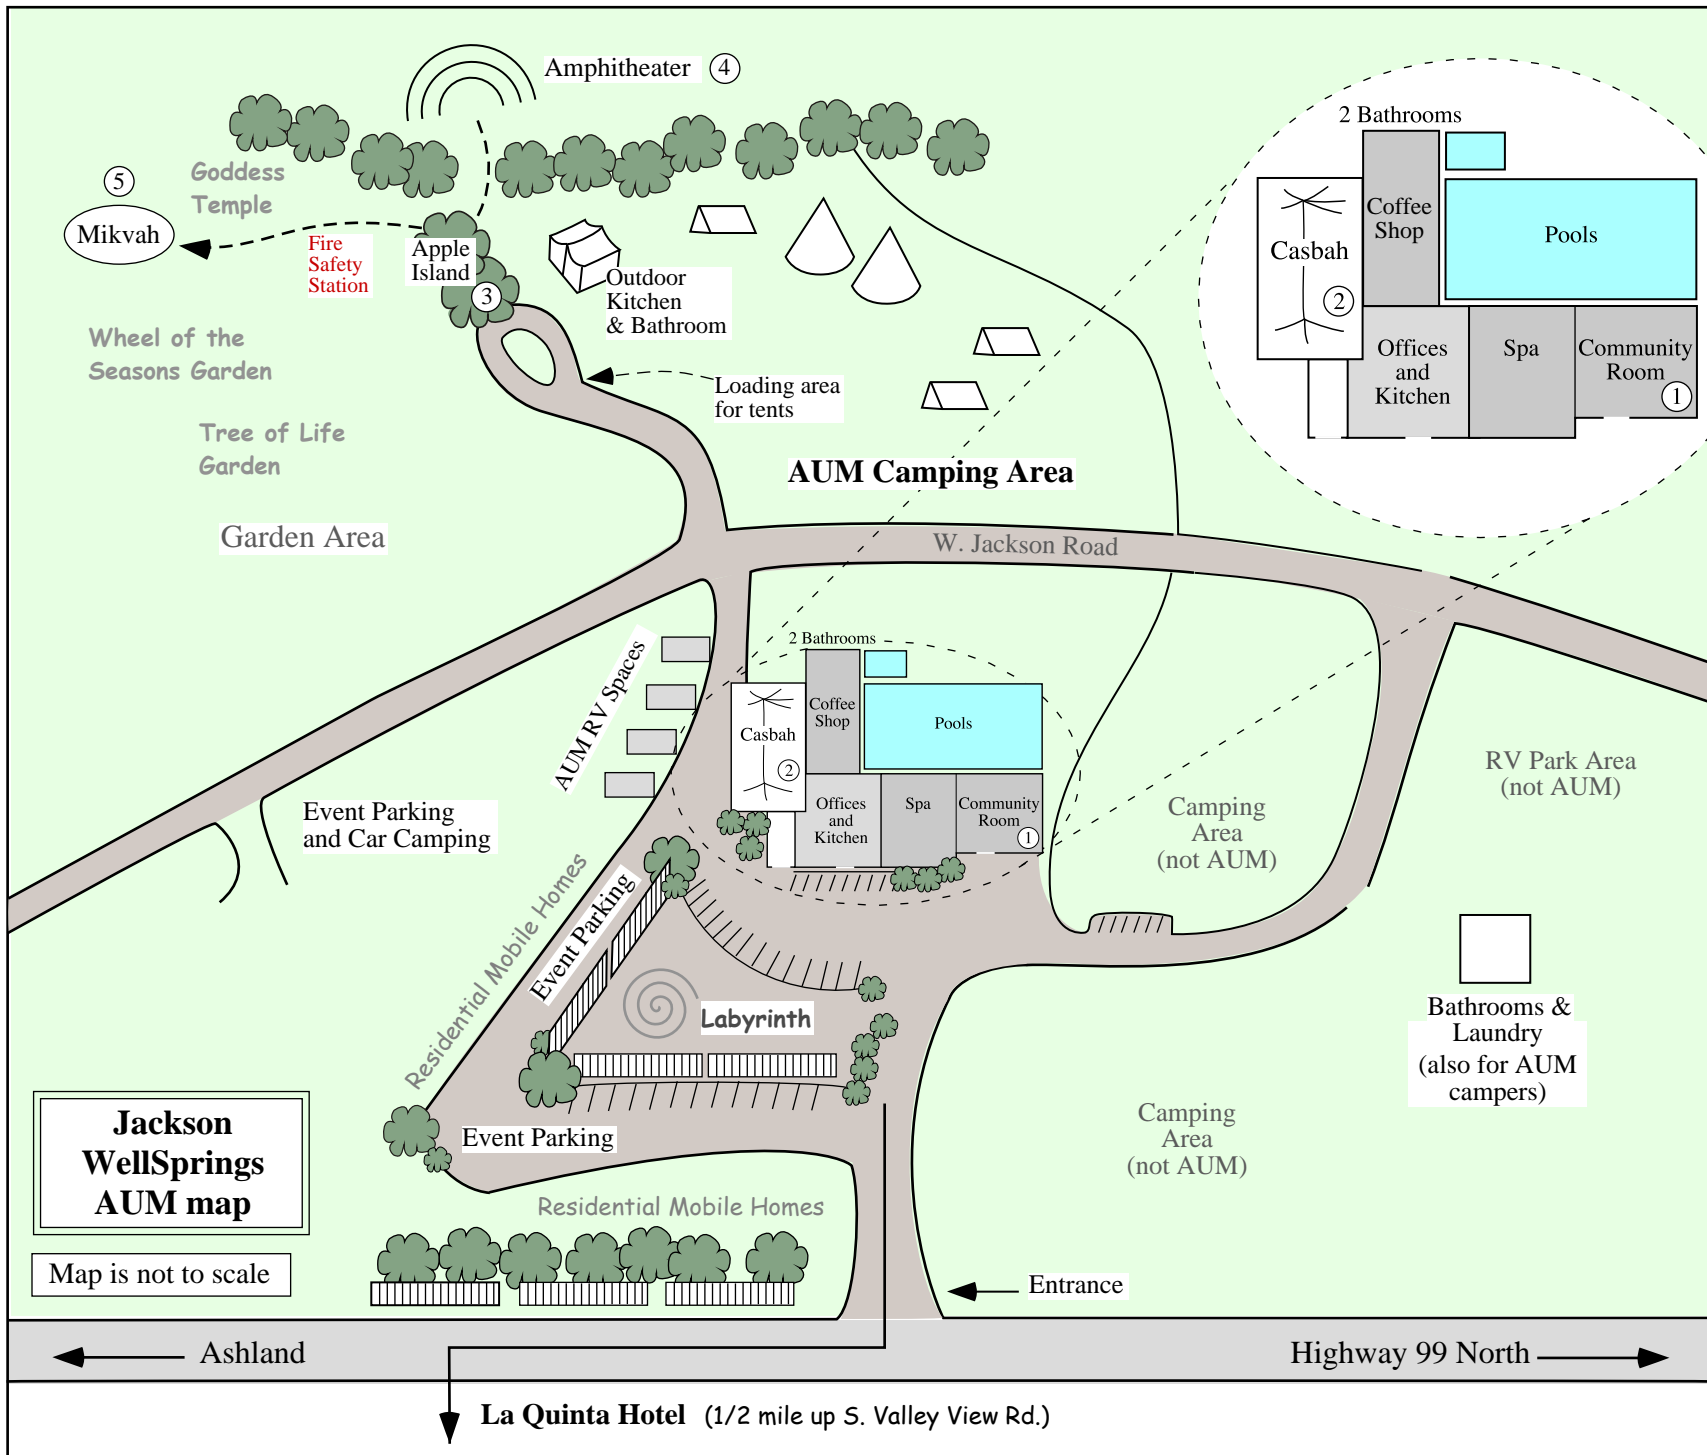 Amphitheater 4
2 Bathrooms
Coffee
Shop
Pools
Casbah
2
Offices
and
Kitchen
Spa
Community
Room
1
5
Mikvah
Goddess
Temple
Fire
Safety
Station
Apple
Island
3
Outdoor
Kitchen
& Bathroom
Wheel of the
Seasons Garden
Loading area
for tents
Tree of Life
Garden
AUM Camping Area
Garden Area
W. Jackson Road
AUM RV Spaces
2 Bathrooms
Coffee
Shop
Pools
Casbah
2
Offices
and
Kitchen
Spa
Community
Room
1
RV Park Area
(not AUM)
Camping
Area
(not AUM)
Event Parking
and Car Camping
Residential Mobile Homes
Event Parking
Labyrinth
Bathrooms &
Laundry
(also for AUM
campers)
Camping
Area
(not AUM)
Event Parking
Jackson
WellSprings
AUM map
Map is not to scale
Residential Mobile Homes
Entrance
Ashland
Highway 99 North
La Quinta Hotel (1/2 mile up S. Valley View Rd.)